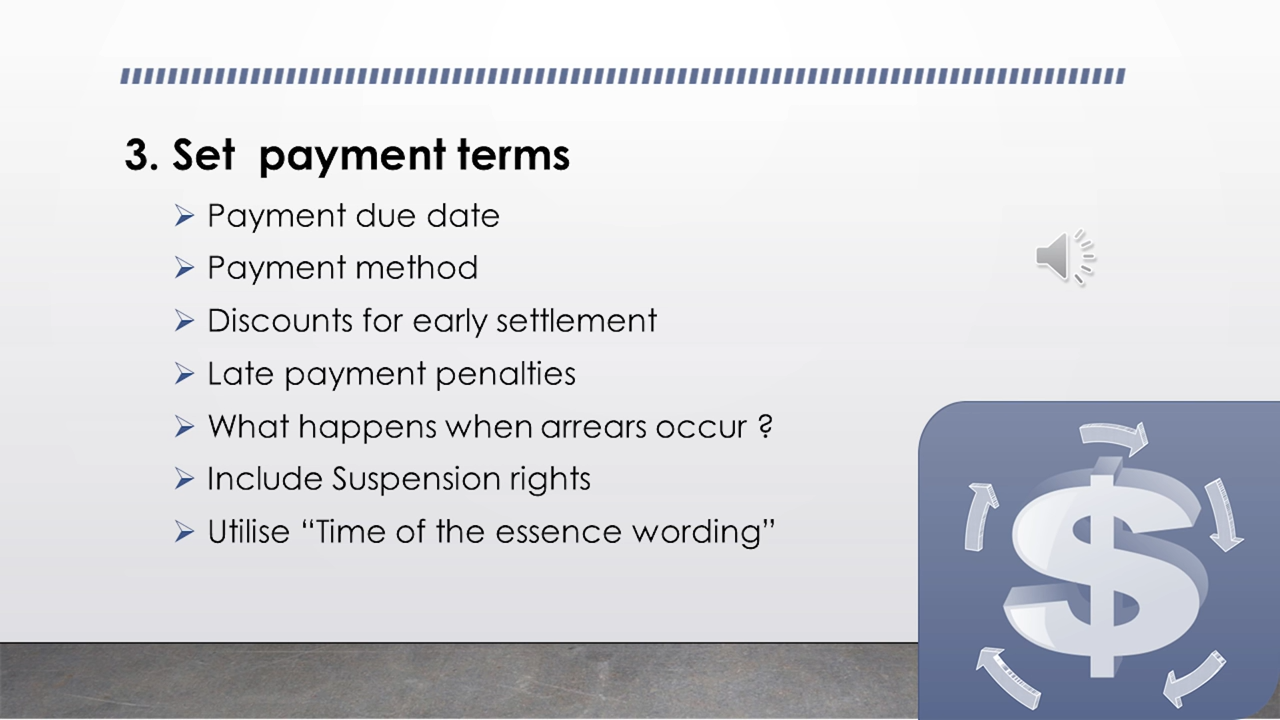 3. Set  payment terms
➢ Payment due date
➢ Payment method
➢ Discounts for early settlement
➢ Late payment penalties
➢ What happens when arrears occur ?
➢ Include Suspension rights
➢ Utilise “Time of the essence wording”
$